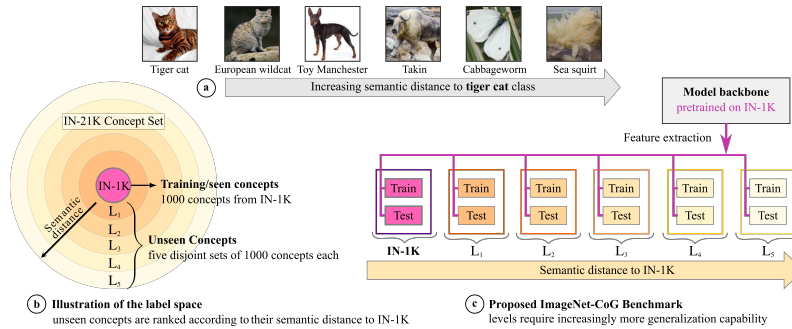 Tiger cat
European wildcat
Toy Manchester
Takin
Cabbageworm
Sea squirt
a
Increasing semantic distance to tiger cat class
IN-21K Concept Set
IN-1K
Training/seen concepts
1000 concepts from IN-1K
Semantic
distance
L1
L2
L3
L4
L5
Unseen Concepts
five disjoint sets of 1000 concepts each
b Illustration of the label space
unseen concepts are ranked according to their semantic distance to IN-1K
Model backbone
pretrained on IN-1K
Feature extraction
Train Train Train Train Train Train
Test Test Test Test Test Test
IN-1K L1 L2 L3 L4 L5
Semantic distance to IN-1K
c Proposed ImageNet-CoG Benchmark
levels require increasingly more generalization capability